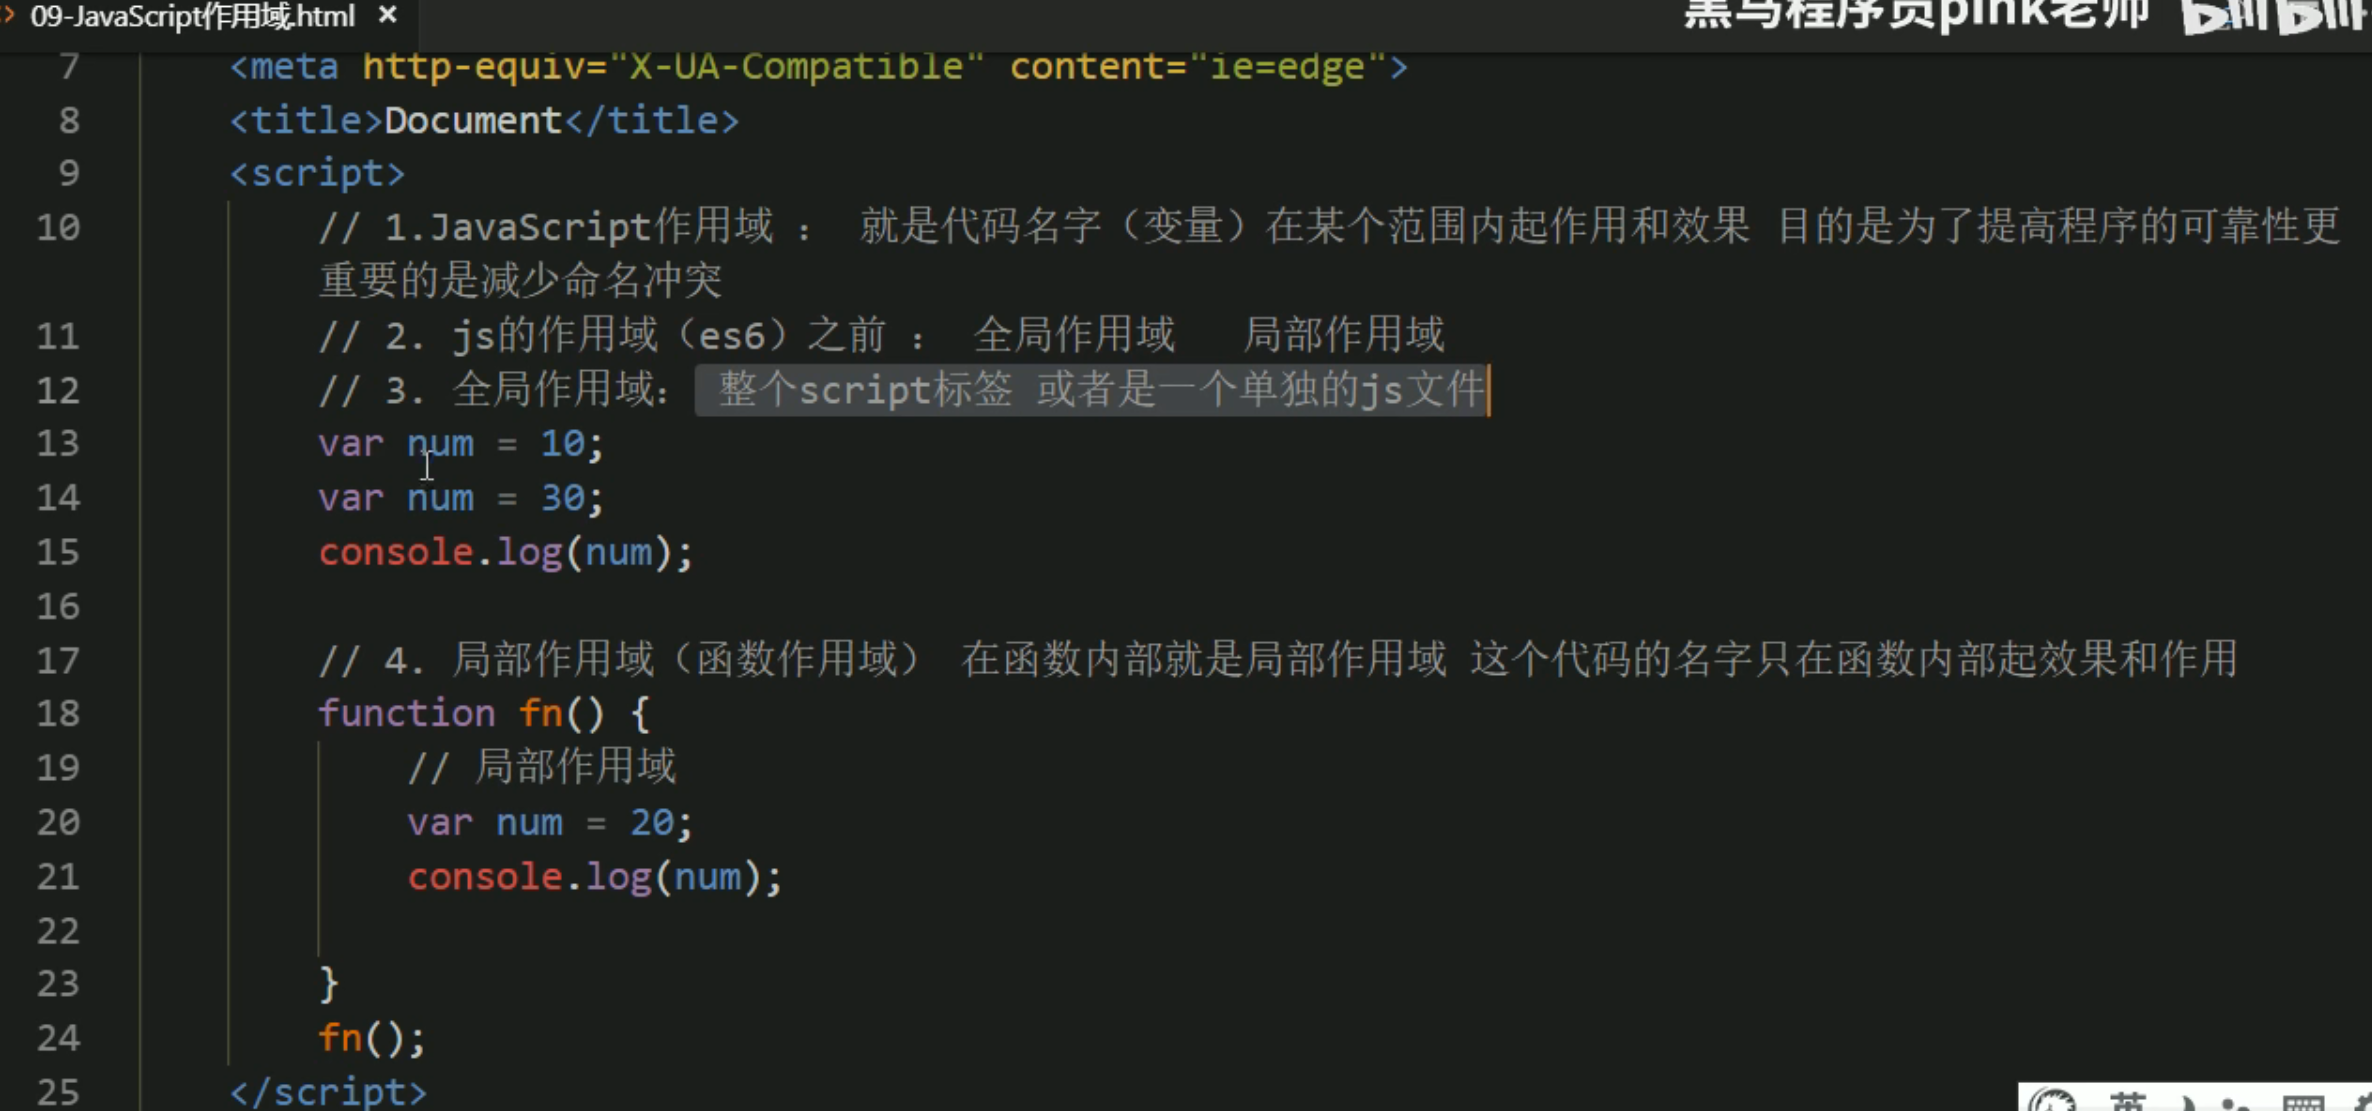 09-JavaScript作用域.html ×
黑马程序员pink老师 bilibili
7 <meta http-equiv="X-UA-Compatible" content="ie=edge">
8 <title>Document</title>
9 <script>
10 // 1.JavaScript作用域 ： 就是代码名字（变量）在某个范围内起作用和效果 目的是为了提高程序的可靠性更
重要的是减少命名冲突
11 // 2. js的作用域（es6）之前 ： 全局作用域 局部作用域
12 // 3. 全局作用域： 整个script标签 或者是一个单独的js文件
13 var num = 10;
14 var num = 30;
15 console.log(num);
16
17 // 4. 局部作用域（函数作用域） 在函数内部就是局部作用域 这个代码的名字只在函数内部起效果和作用
18 function fn() {
19 // 局部作用域
20 var num = 20;
21 console.log(num);
22
23 }
24 fn();
25 </script>
英